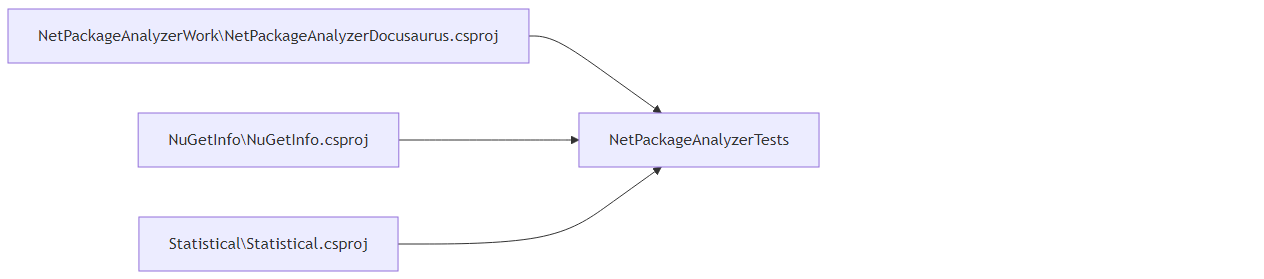 NetPackageAnalyzerWork\NetPackageAnalyzerDocusaurus.csproj
NuGetInfo\NuGetInfo.csproj
NetPackageAnalyzerTests
Statistical\Statistical.csproj